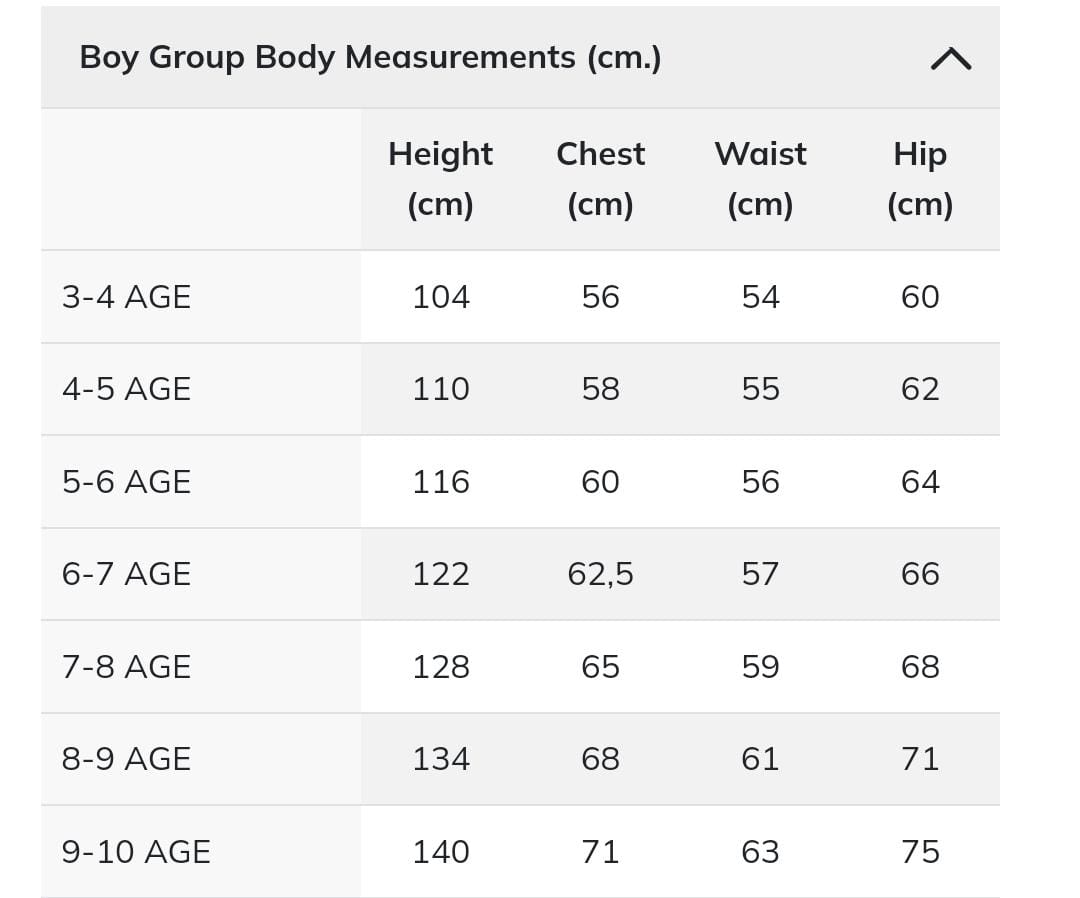 Boy Group Body Measurements (cm.)
Height (cm) Chest (cm) Waist (cm) Hip (cm)
3-4 AGE 104 56 54 60
4-5 AGE 110 58 55 62
5-6 AGE 116 60 56 64
6-7 AGE 122 62,5 57 66
7-8 AGE 128 65 59 68
8-9 AGE 134 68 61 71
9-10 AGE 140 71 63 75